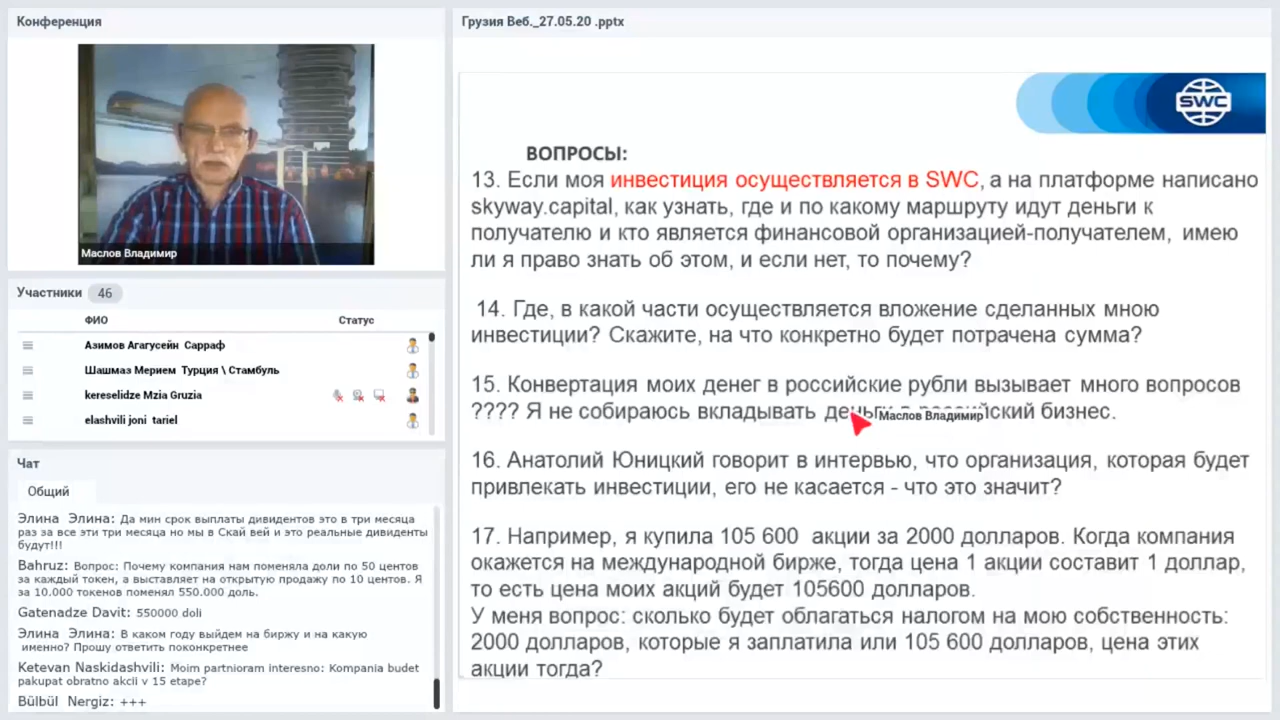 Конференция
Маслов Владимир
Участники 46
ФИО Статус
Азимов Агагусейн Сарраф
Шашмаз Мерием Турция \ Стамбуль
kereselidze Mzia Gruzia
elashvili joni tariel
Чат
Общий
Элина Элина: Да мин срок выплаты дивидентов это в три месяца
раз за все эти три месяца но мы в Скай вей и это реальные дивиденты
будут!!!
Bahruz: Вопрос: Почему компания нам поменяла доли по 50 центов
за каждый токен, а выставляет на открытую продажу по 10 центов. Я
за 10.000 токенов поменял 550.000 доль.
Gatenadze Davit: 550000 doli
Элина Элина: В каком году выйдем на биржу и на какую
именно? Прошу ответить поконкретнее
Ketevan Naskidashvili: Moim partnioram interesno: Kompania budet
pakupat obratno akcii v 15 etape?
Bülbül Nergiz: +++
Грузия Веб._27.05.20 .pptx
SWC
ВОПРОСЫ:
13. Если моя инвестиция осуществляется в SWC, а на платформе написано
skyway.capital, как узнать, где и по какому маршруту идут деньги к
получателю и кто является финансовой организацией-получателем, имею
ли я право знать об этом, и если нет, то почему?
14. Где, в какой части осуществляется вложение сделанных мною
инвестиции? Скажите, на что конкретно будет потрачена сумма?
15. Конвертация моих денег в российские рубли вызывает много вопросов
???? Я не собираюсь вкладывать деньги в российский бизнес.
Маслов Владимир
16. Анатолий Юницкий говорит в интервью, что организация, которая будет
привлекать инвестиции, его не касается - что это значит?
17. Например, я купила 105 600 акции за 2000 долларов. Когда компания
окажется на международной бирже, тогда цена 1 акции составит 1 доллар,
то есть цена моих акций будет 105600 долларов.
У меня вопрос: сколько будет облагаться налогом на мою собственность:
2000 долларов, которые я заплатила или 105 600 долларов, цена этих
акции тогда?